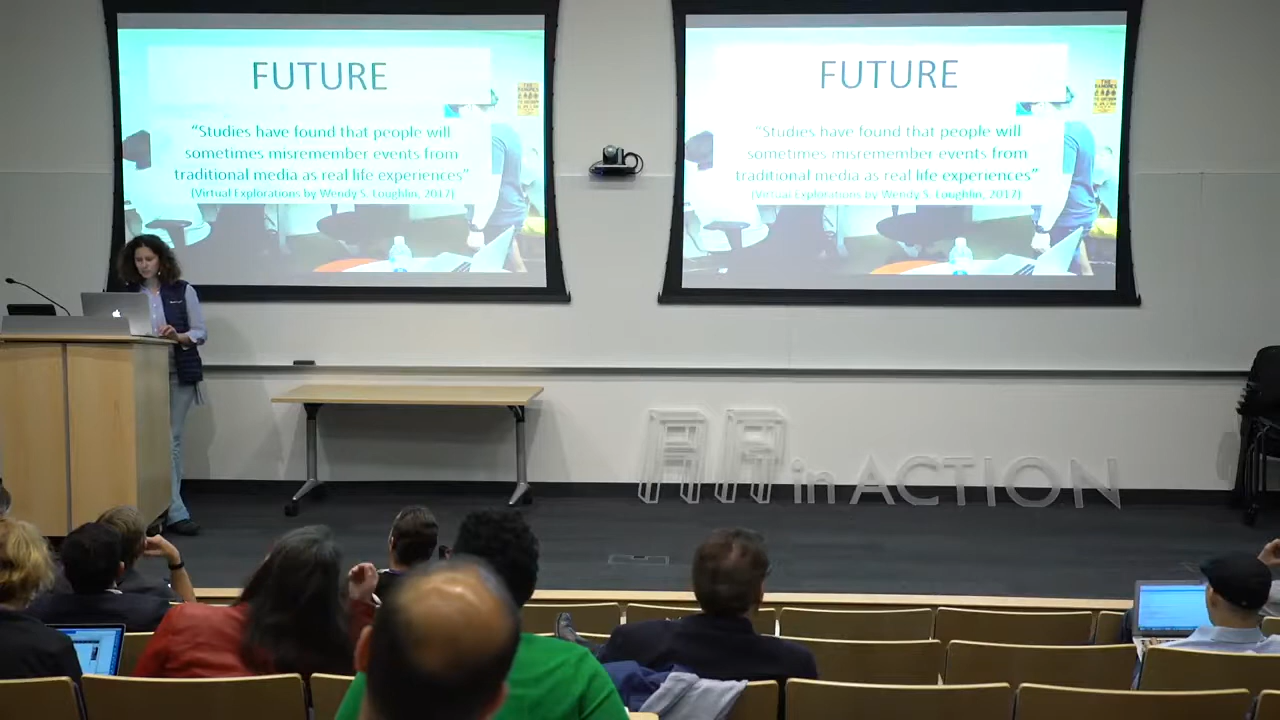 FUTURE
“Studies have found that people will
sometimes misremember events from
traditional media as real life experiences”
(Virtual Explorations by Wendy S. Loughlin, 2017)
FUTURE
“Studies have found that people will
sometimes misremember events from
traditional media as real life experiences”
(Virtual Explorations by Wendy S. Loughlin, 2017)
AR in ACTION